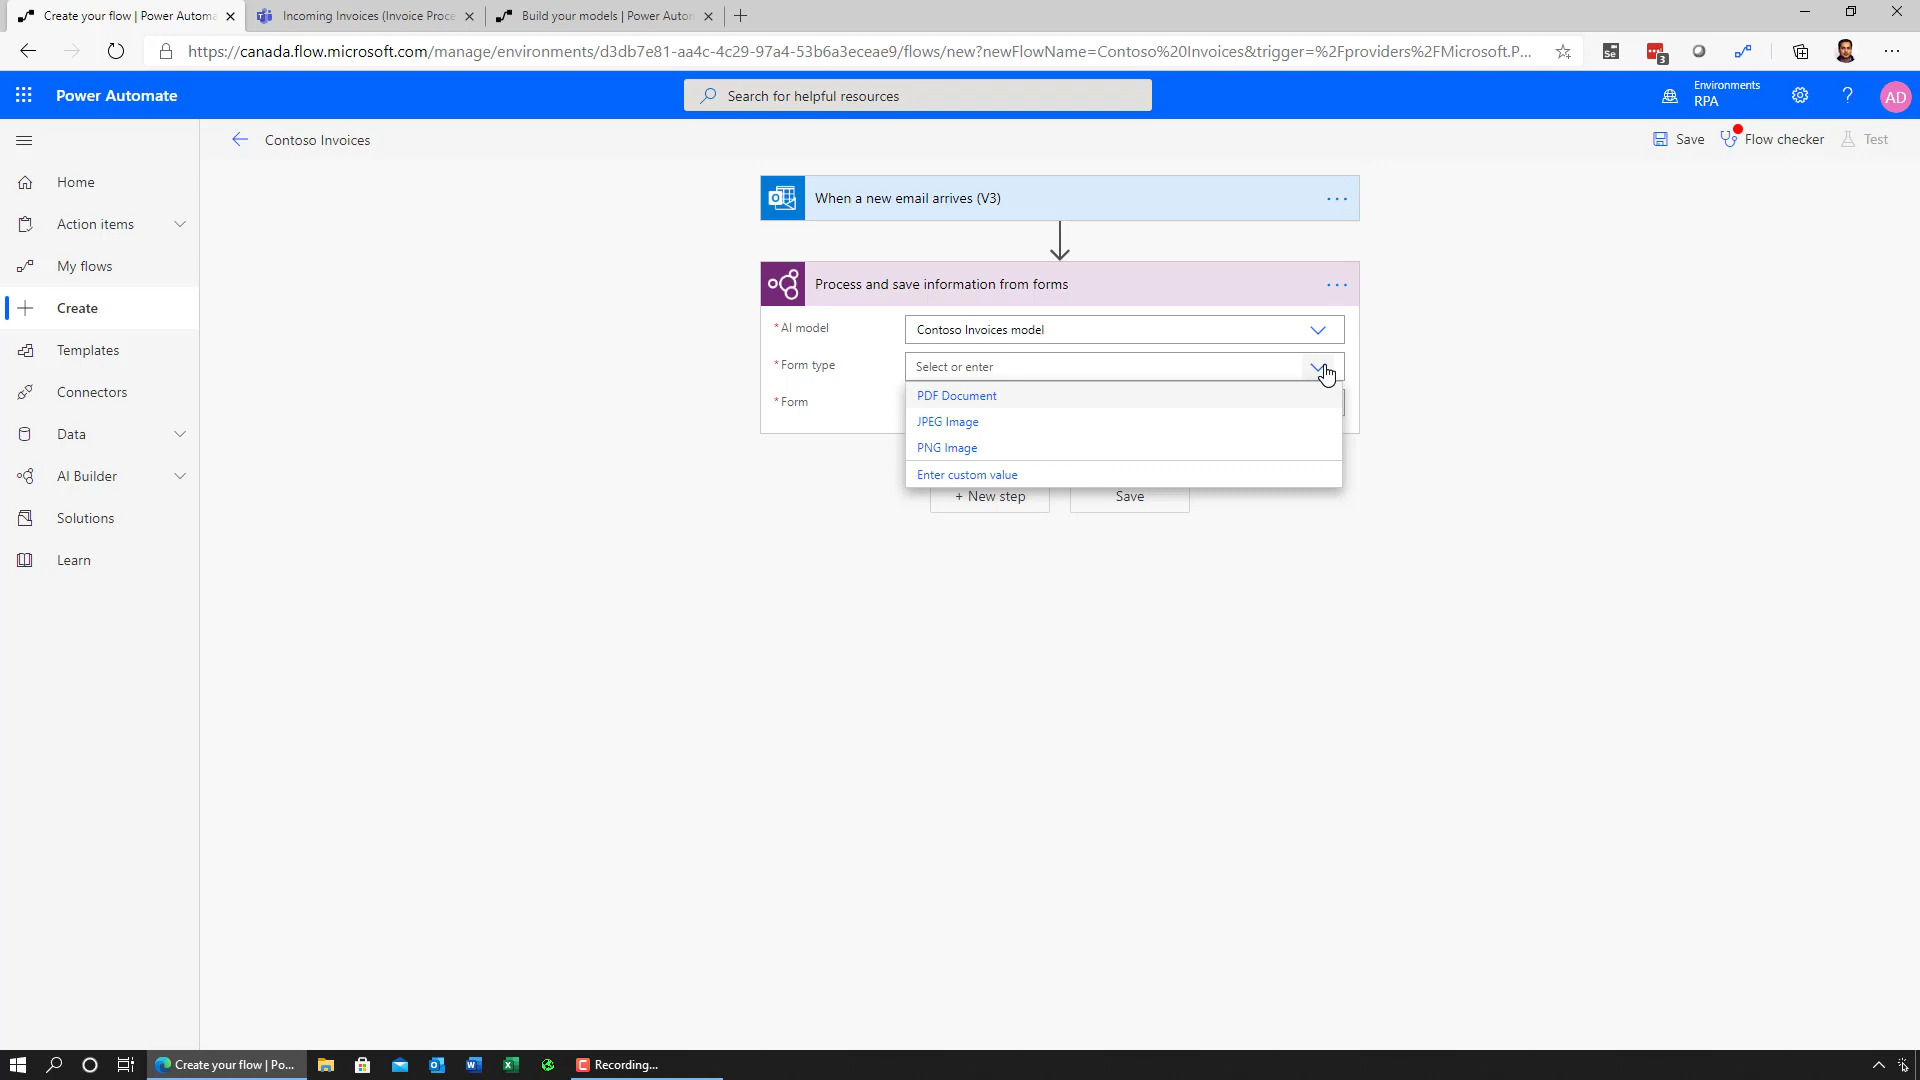 Create your flow | Power Automa
Incoming Invoices (Invoice Proce
Build your models | Power Autom
https://canada.flow.microsoft.com/manage/environments/d3db7e81-aa4c-4c29-97a4-53b6a3eceae9/flows/new?newFlowName=Contoso%20Invoices&trigger=%2Fproviders%2FMicrosoft.P...
Se
3
Power Automate
Search for helpful resources
Environments
RPA
?
AD
Contoso Invoices
Save
Flow checker
Test
Home
Action items
My flows
Create
Templates
Connectors
Data
AI Builder
Solutions
Learn
When a new email arrives (V3)
Process and save information from forms
* AI model
Contoso Invoices model
* Form type
Select or enter
* Form
PDF Document
JPEG Image
PNG Image
Enter custom value
+ New step
Save
Create your flow | Po...
Recording...